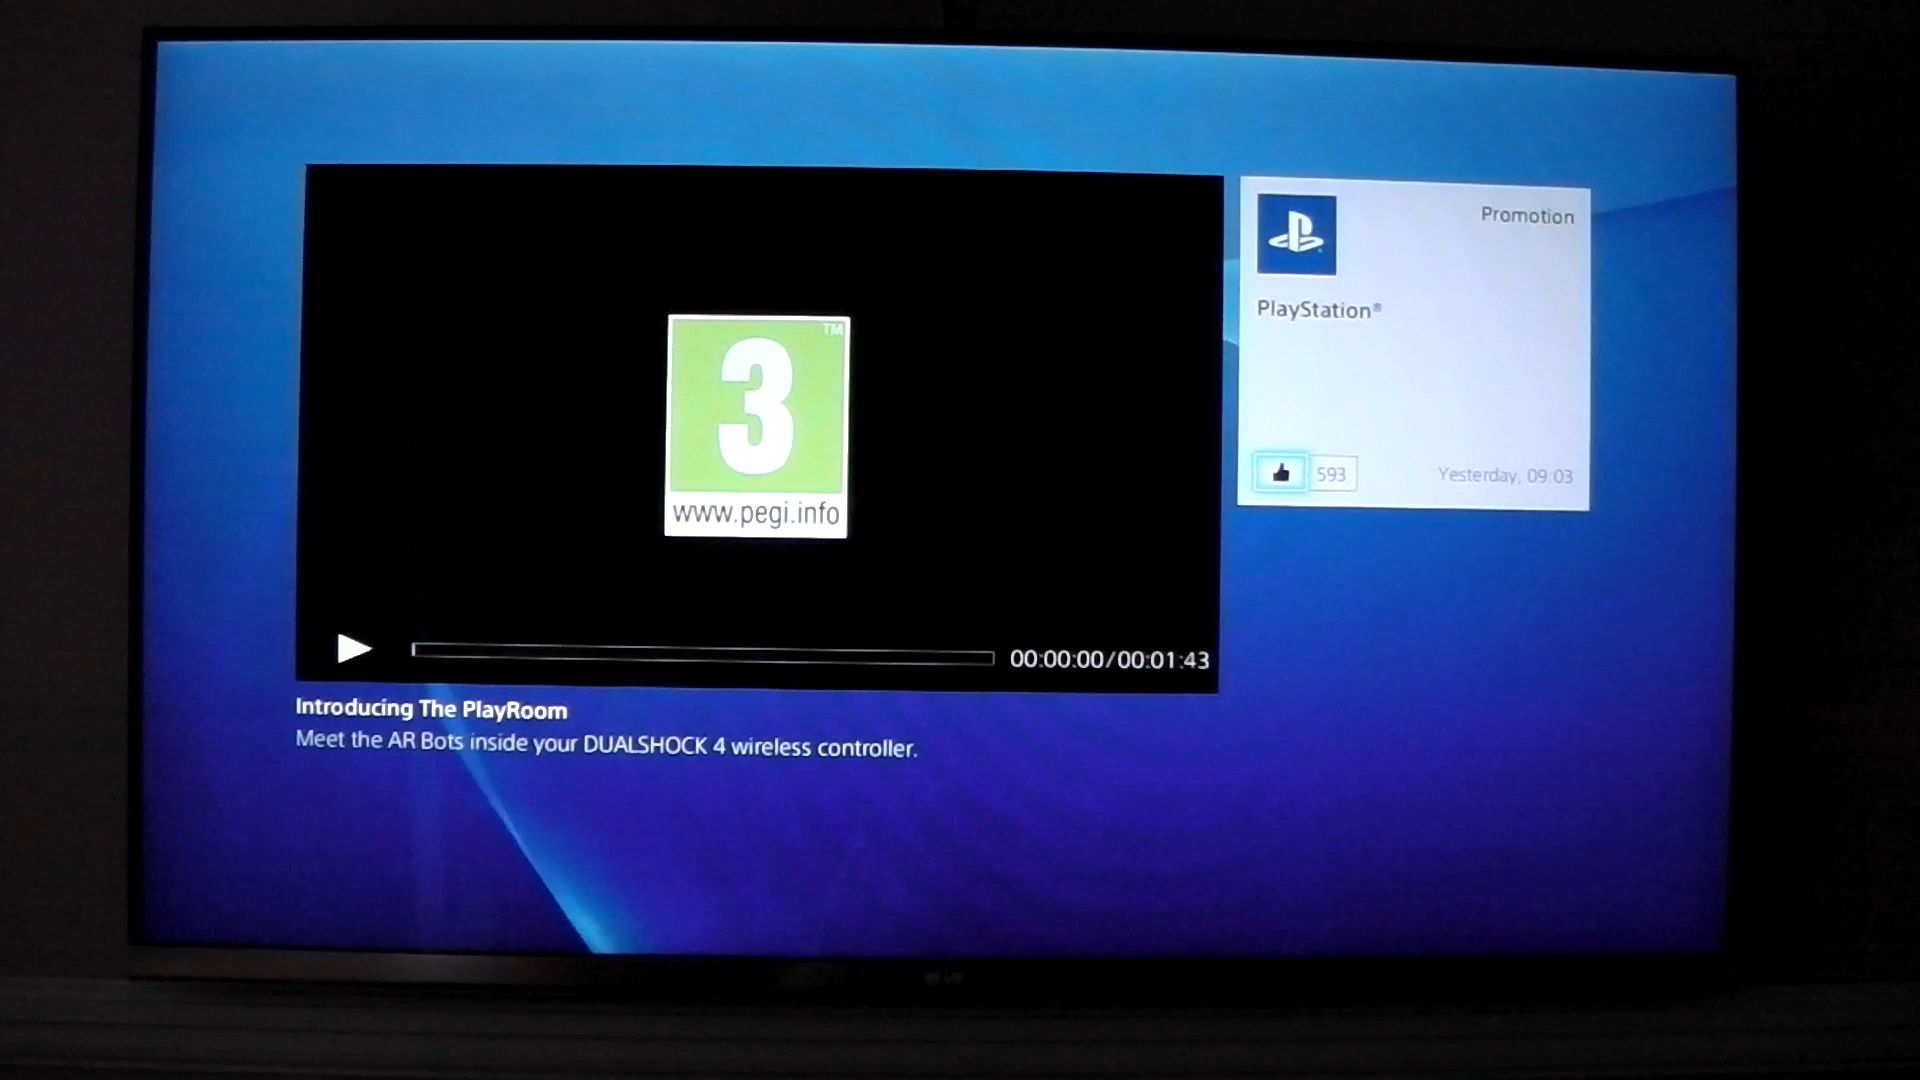 3
TM
www.pegi.info
00:00:00/00:01:43
Promotion
PlayStation®
593
Yesterday, 09:03
Introducing The PlayRoom
Meet the AR Bots inside your DUALSHOCK 4 wireless controller.
LG